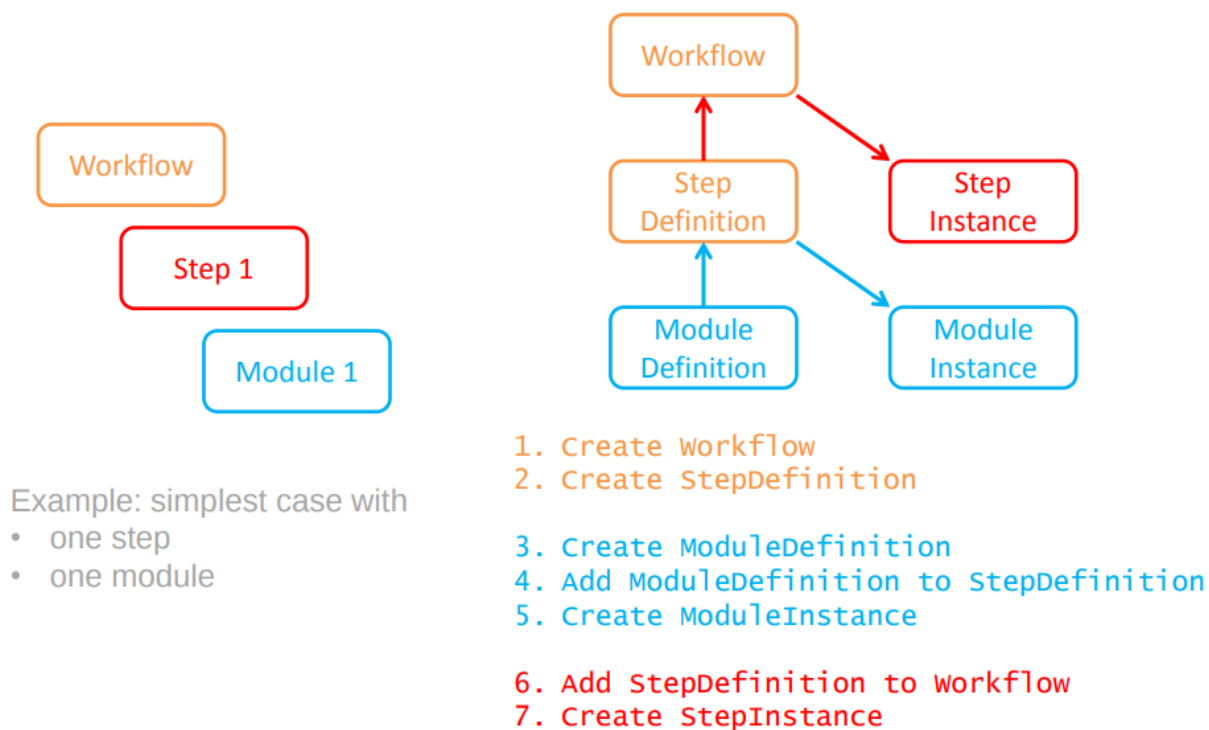 Workflow
Step 1
Module 1
Example: simplest case with
• one step
• one module
Workflow
Step
Definition
Step
Instance
Module
Definition
Module
Instance
1. Create Workflow
2. Create StepDefinition
3. Create ModuleDefinition
4. Add ModuleDefinition to StepDefinition
5. Create ModuleInstance
6. Add StepDefinition to Workflow
7. Create StepInstance